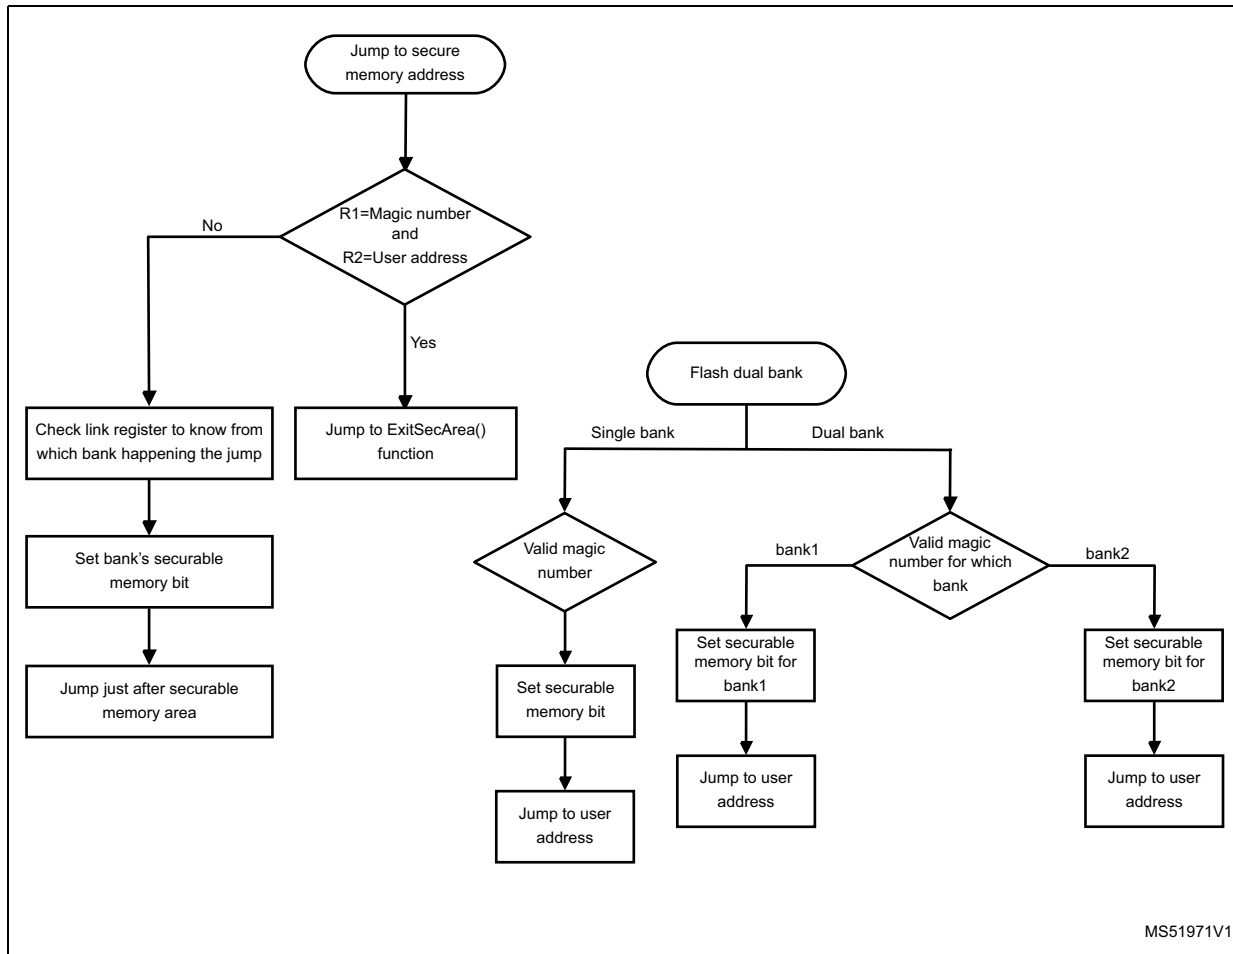 Jump to secure
memory address
R1=Magic number
and
R2=User address
No
Yes
Check link register to know from
which bank happening the jump
Jump to ExitSecArea()
function
Set bank's securable
memory bit
Jump just after securable
memory area
Flash dual bank
Single bank
Dual bank
Valid magic
number
Valid magic
number for which
bank
bank1
bank2
Set securable
memory bit
Jump to user
address
Set securable
memory bit for
bank1
Jump to user
address
Set securable
memory bit for
bank2
Jump to user
address
MS51971V1